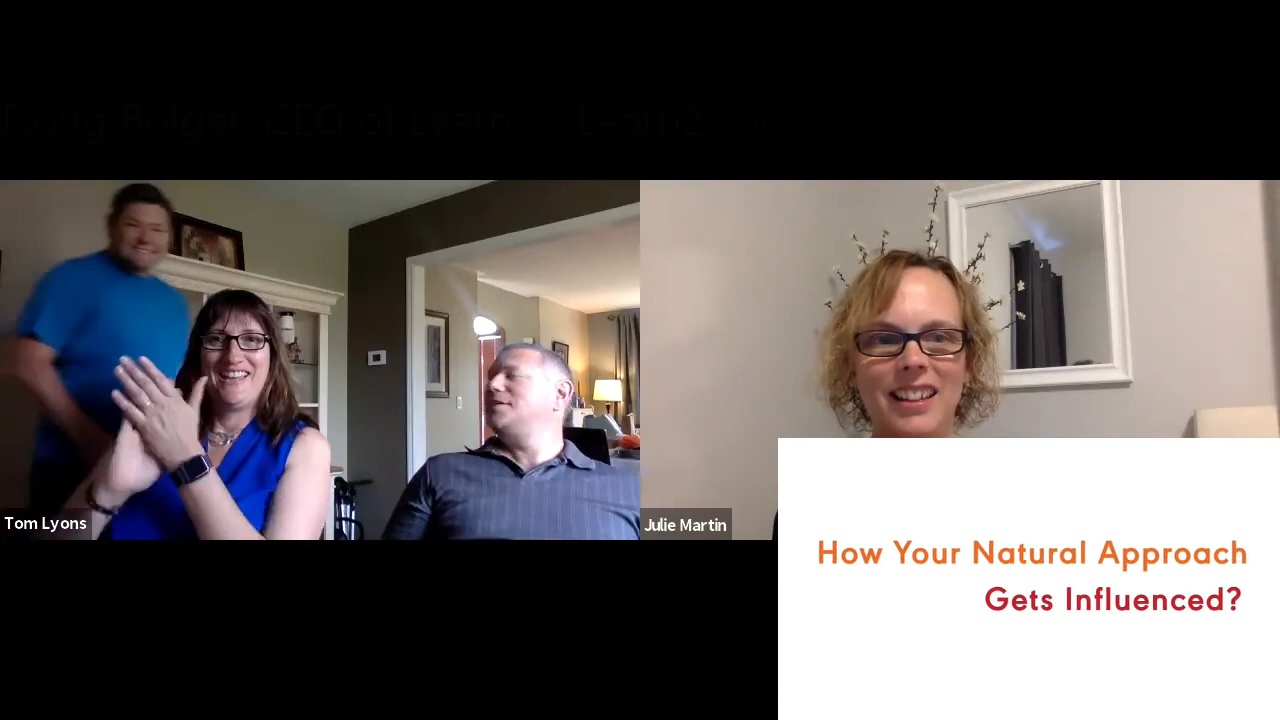 Tom Lyons
Julie Martin
How Your Natural Approach
Gets Influenced?